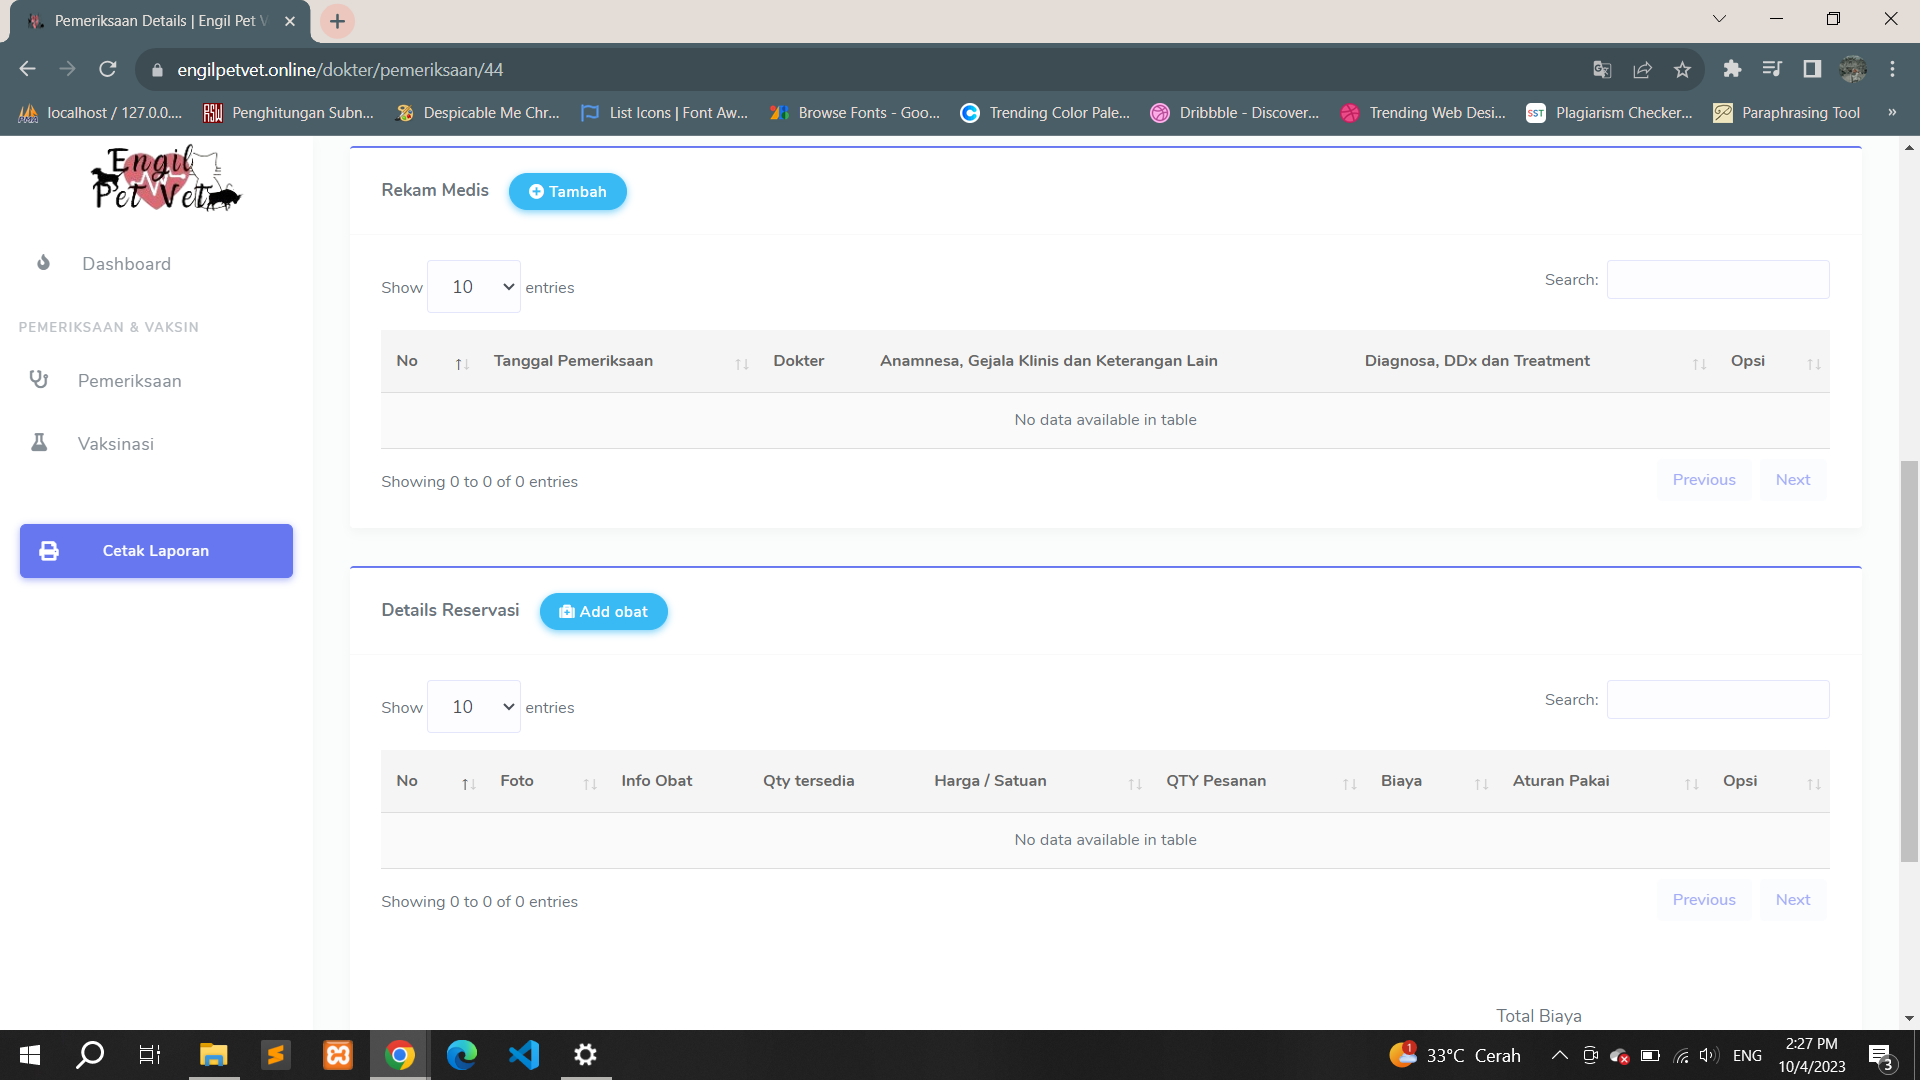 Pemeriksaan Details | Engil Pet V
engilpetvet.online/dokter/pemeriksaan/44
localhost / 127.0.0....
RSW
Penghitungan Subn...
Despicable Me Chr...
List Icons | Font Aw...
Browse Fonts - Goo...
Trending Color Pale...
Dribbble - Discover...
Trending Web Desi...
SST
Plagiarism Checker...
Paraphrasing Tool
»
Engil
Pet Vet
Dashboard
PEMERIKSAAN & VAKSIN
Pemeriksaan
Vaksinasi
Cetak Laporan
Rekam Medis
Tambah
Show 10 entries
Search:
No Tanggal Pemeriksaan Dokter Anamnesa, Gejala Klinis dan Keterangan Lain Diagnosa, DDx dan Treatment Opsi
No data available in table
Showing 0 to 0 of 0 entries
Previous Next
Details Reservasi
Add obat
Show 10 entries
Search:
No Foto Info Obat Qty tersedia Harga / Satuan QTY Pesanan Biaya Aturan Pakai Opsi
No data available in table
Showing 0 to 0 of 0 entries
Previous Next
Total Biaya
1
33°C Cerah
ENG
2:27 PM
10/4/2023
3